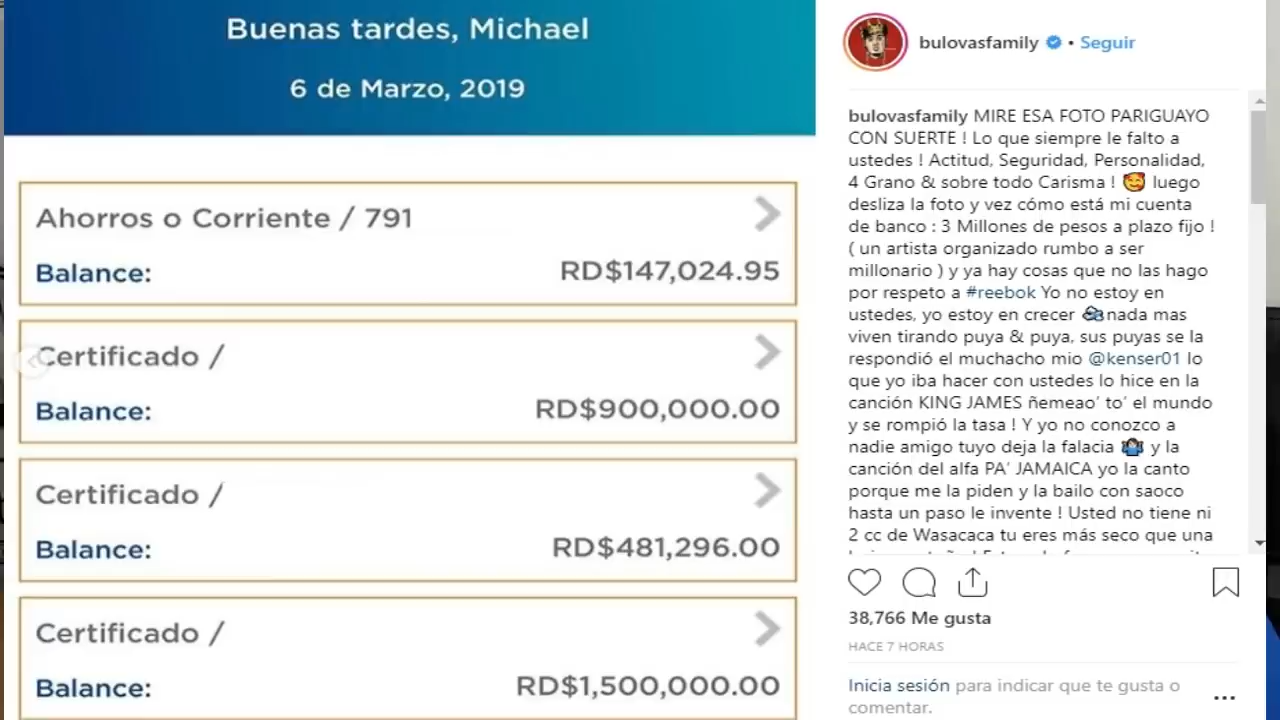 Buenas tardes, Michael
6 de Marzo, 2019
Ahorros o Corriente / 791
Balance: RD$147,024.95
Certificado /
Balance: RD$900,000.00
Certificado /
Balance: RD$481,296.00
Certificado /
Balance: RD$1,500,000.00
bulovasfamily • Seguir
bulovasfamily MIRE ESA FOTO PARIGUAYO
CON SUERTE ! Lo que siempre le falto a
ustedes ! Actitud, Seguridad, Personalidad,
4 Grano & sobre todo Carisma ! 🥰 luego
desliza la foto y vez cómo está mi cuenta
de banco : 3 Millones de pesos a plazo fijo !
( un artista organizado rumbo a ser
millonario ) y ya hay cosas que no las hago
por respeto a #reebok Yo no estoy en
ustedes, yo estoy en crecer nada mas
viven tirando puya & puya, sus puyas se la
respondió el muchacho mio @kenser01 lo
que yo iba hacer con ustedes lo hice en la
canción KING JAMES ñemeao’ to’ el mundo
y se rompió la tasa ! Y yo no conozco a
nadie amigo tuyo deja la falacia 🤷‍♂️ y la
canción del alfa PA’ JAMAICA yo la canto
porque me la piden y la bailo con saoco
hasta un paso le invente ! Usted no tiene ni
2 cc de Wasacaca tu eres más seco que una
38,766 Me gusta
HACE 7 HORAS
Inicia sesión para indicar que te gusta o
comentar.